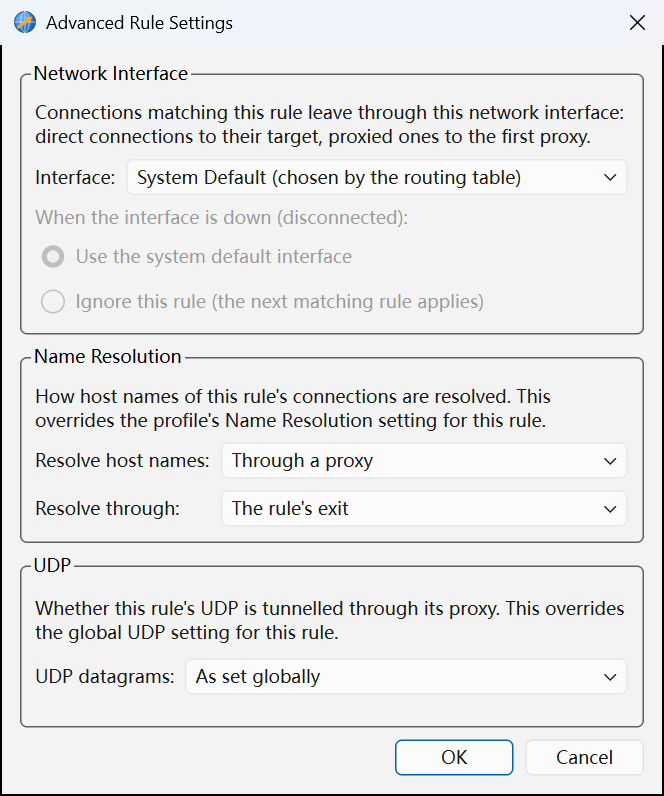 Advanced Rule Settings
Network Interface
Connections matching this rule leave through this network interface:
direct connections to their target, proxied ones to the first proxy.
Interface: System Default (chosen by the routing table)
When the interface is down (disconnected):
Use the system default interface
Ignore this rule (the next matching rule applies)
Name Resolution
How host names of this rule's connections are resolved. This
overrides the profile's Name Resolution setting for this rule.
Resolve host names: Through a proxy
Resolve through: The rule's exit
UDP
Whether this rule's UDP is tunnelled through its proxy. This overrides
the global UDP setting for this rule.
UDP datagrams: As set globally
OK Cancel